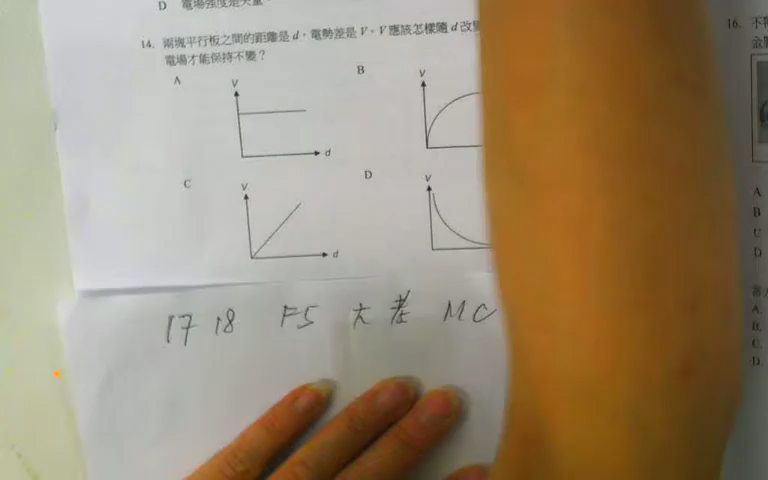 D 電場強度是矢量
14. 兩塊平行板之間的距離是 d，電勢差是 V。V 應該怎樣隨 d 改變
電場才能保持不變？
A
V
d
B
V
C
V
d
D
V
17 18 F5 大考 MC
16. 不
A
B
D
A.
B.
C.
D.